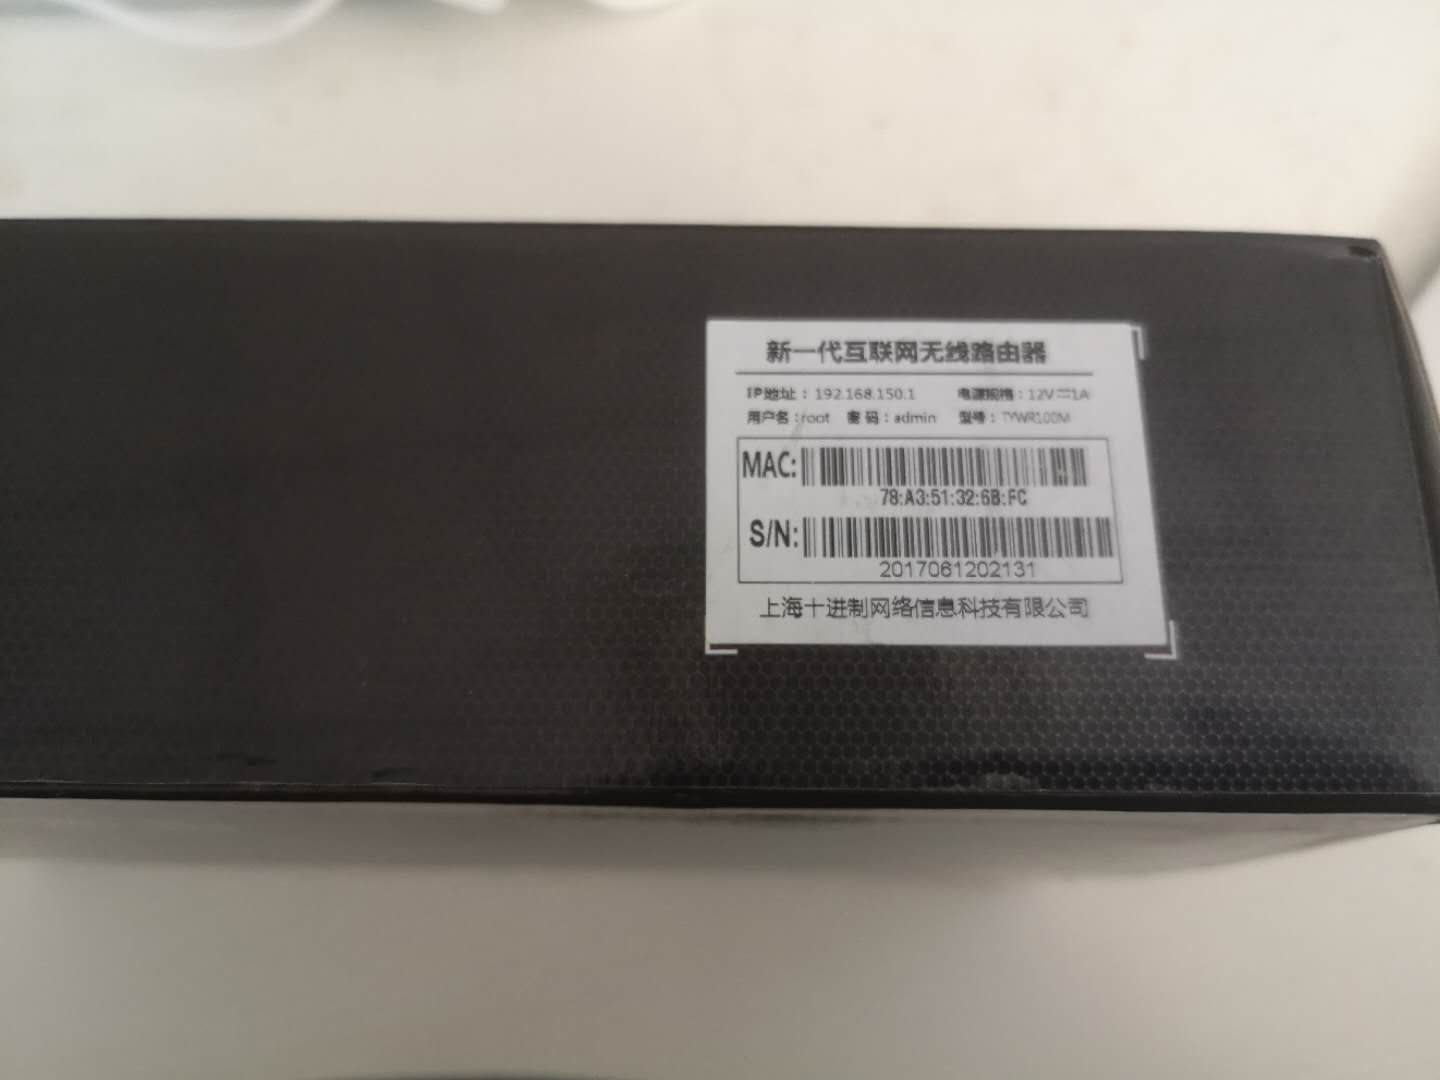 新一代互联网无线路由器
IP地址：192.168.150.1 电源规格：12V⎓1A
用户名：root 密码：admin 型号：TYWR100M
MAC:
78:A3:51:32:6B:FC
S/N:
2017061202131
上海十进制网络信息科技有限公司